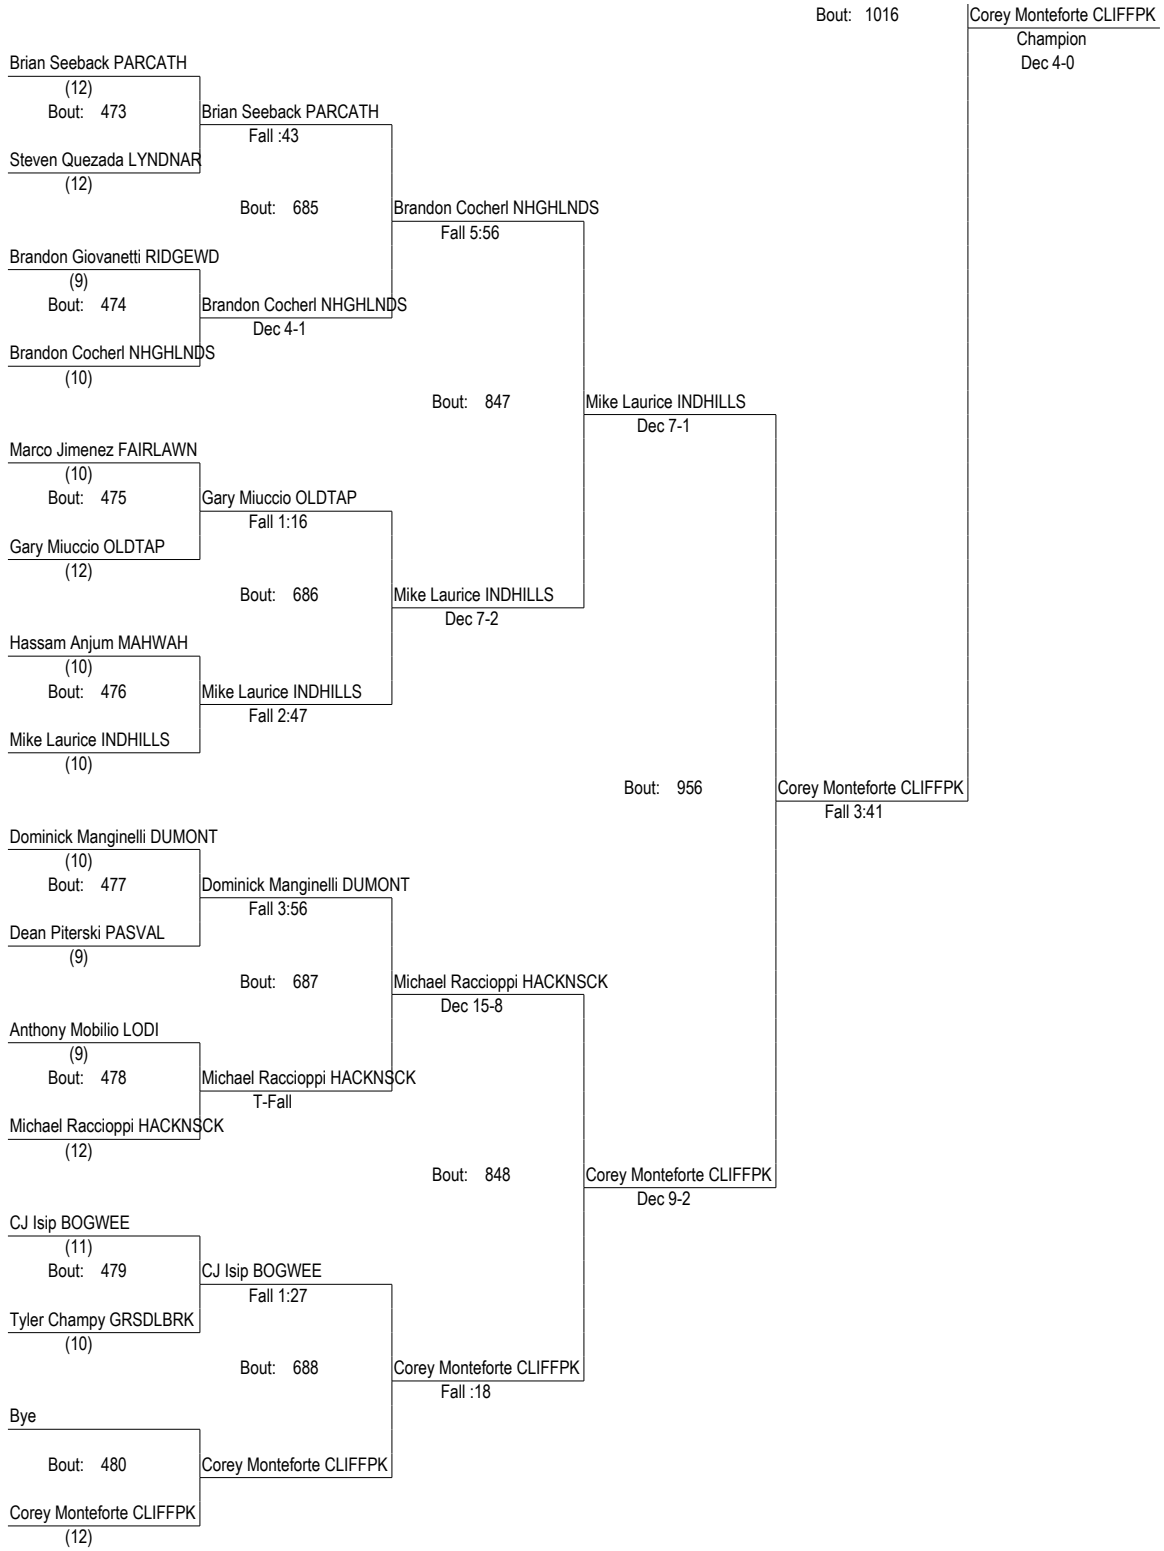 Bout: 1016
Corey Monteforte CLIFFPK
Champion
Dec 4-0
Brian Seeback PARCATH
(12)
Bout: 473
Brian Seeback PARCATH
Fall :43
Steven Quezada LYNDNAR
(12)
Bout: 685
Brandon Cocherl NHGHLNDS
Fall 5:56
Brandon Giovanetti RIDGEWD
(9)
Bout: 474
Brandon Cocherl NHGHLNDS
Dec 4-1
Brandon Cocherl NHGHLNDS
(10)
Bout: 847
Mike Laurice INDHILLS
Dec 7-1
Marco Jimenez FAIRLAWN
(10)
Bout: 475
Gary Miuccio OLDTAP
Fall 1:16
Gary Miuccio OLDTAP
(12)
Bout: 686
Mike Laurice INDHILLS
Dec 7-2
Hassam Anjum MAHWAH
(10)
Bout: 476
Mike Laurice INDHILLS
Fall 2:47
Mike Laurice INDHILLS
(10)
Bout: 956
Corey Monteforte CLIFFPK
Fall 3:41
Dominick Manginelli DUMONT
(10)
Bout: 477
Dominick Manginelli DUMONT
Fall 3:56
Dean Piterski PASVAL
(9)
Bout: 687
Michael Raccioppi HACKNSCK
Dec 15-8
Anthony Mobilio LODI
(9)
Bout: 478
Michael Raccioppi HACKNSCK
T-Fall
Michael Raccioppi HACKNSCK
(12)
Bout: 848
Corey Monteforte CLIFFPK
Dec 9-2
CJ Isip BOGWEE
(11)
Bout: 479
CJ Isip BOGWEE
Fall 1:27
Tyler Champy GRSDLBRK
(10)
Bout: 688
Corey Monteforte CLIFFPK
Fall :18
Bye
Bout: 480
Corey Monteforte CLIFFPK
Corey Monteforte CLIFFPK
(12)